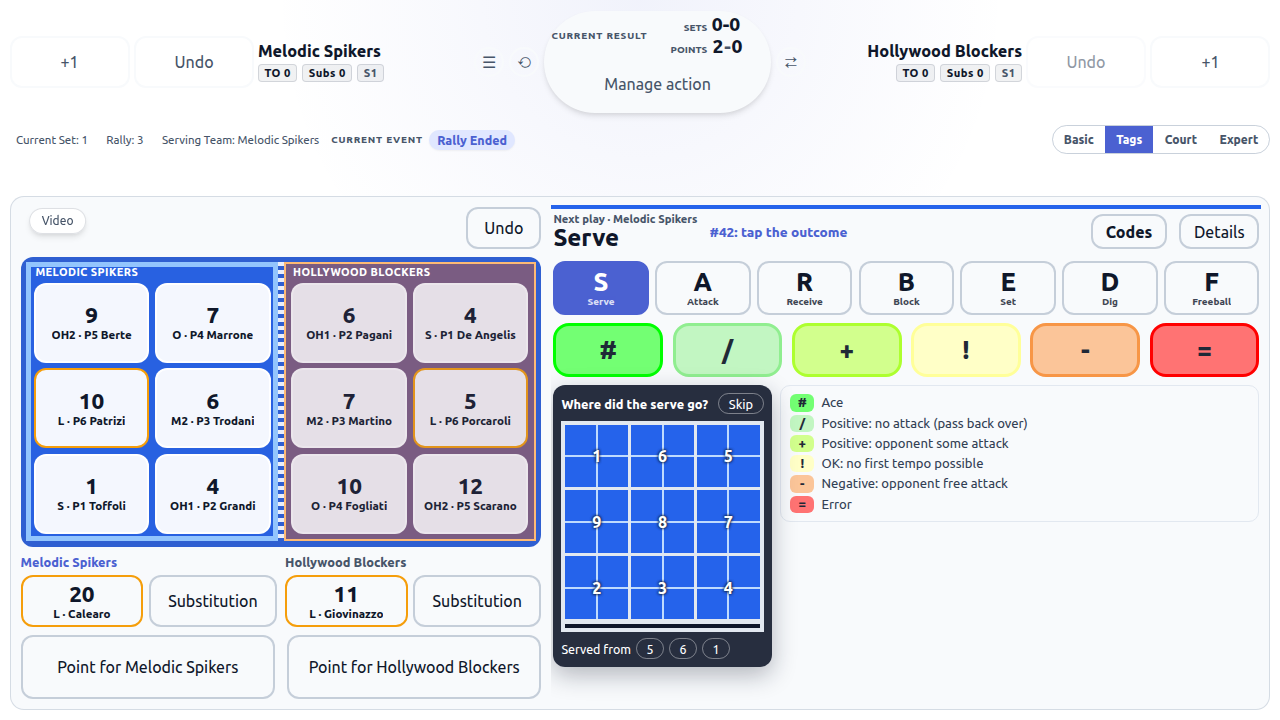 +1
Undo
Melodic Spikers
TO 0 Subs 0 S1
CURRENT RESULT
SETS 0-0
POINTS 2-0
Manage action
Hollywood Blockers
TO 0 Subs 0 S1
Undo
+1
Current Set: 1 Rally: 3 Serving Team: Melodic Spikers CURRENT EVENT Rally Ended
Basic Tags Court Expert
Video
Undo
MELODIC SPIKERS
HOLLYWOOD BLOCKERS
9
OH2 · P5 Berte
7
O · P4 Marrone
6
OH1 · P2 Pagani
4
S · P1 De Angelis
10
L · P6 Patrizi
6
M2 · P3 Trodani
7
M2 · P3 Martino
5
L · P6 Porcaroli
1
S · P1 Toffoli
4
OH1 · P2 Grandi
10
O · P4 Fogliati
12
OH2 · P5 Scarano
Melodic Spikers
Hollywood Blockers
20
L · Calearo
Substitution
11
L · Giovinazzo
Substitution
Point for Melodic Spikers
Point for Hollywood Blockers
Next play · Melodic Spikers
Serve
#42: tap the outcome
Codes
Details
S
Serve
A
Attack
R
Receive
B
Block
E
Set
D
Dig
F
Freeball
# / + ! - =
Where did the serve go? Skip
1 6 5
9 8 7
2 3 4
Served from 5 6 1
# Ace
/ Positive: no attack (pass back over)
+ Positive: opponent some attack
! OK: no first tempo possible
- Negative: opponent free attack
= Error